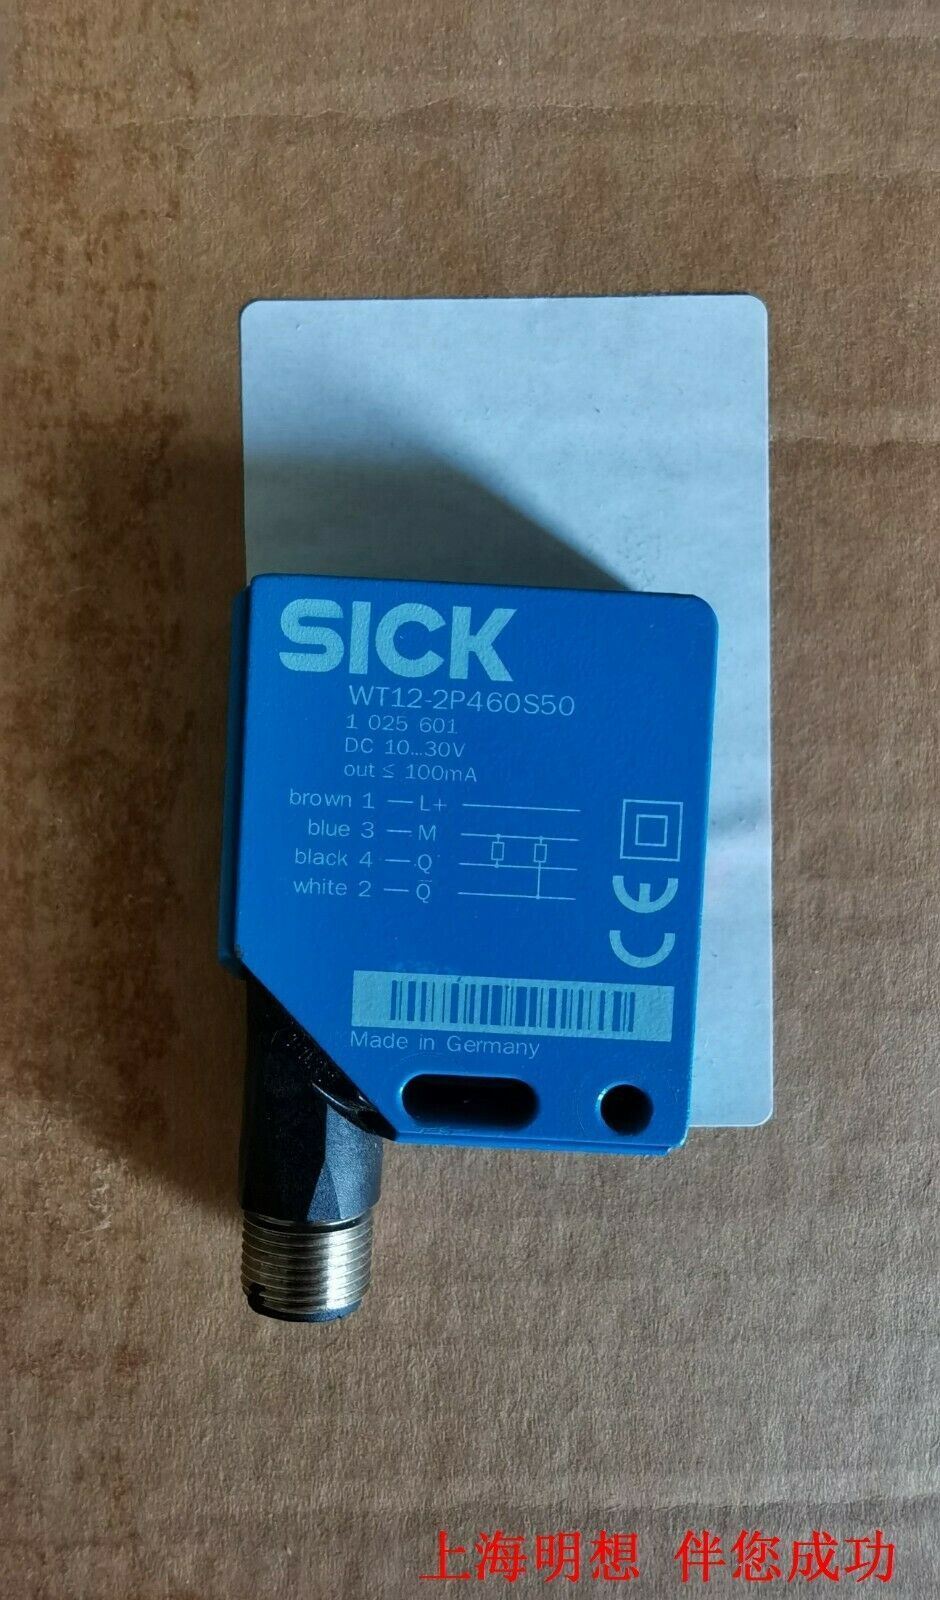 SICK
WT12-2P460S50
1 025 601
DC 10...30V
out ≤ 100mA
brown 1 — L+
blue 3 — M
black 4 — Q
white 2 — Q̅
CE
Made in Germany
上海明想 伴您成功